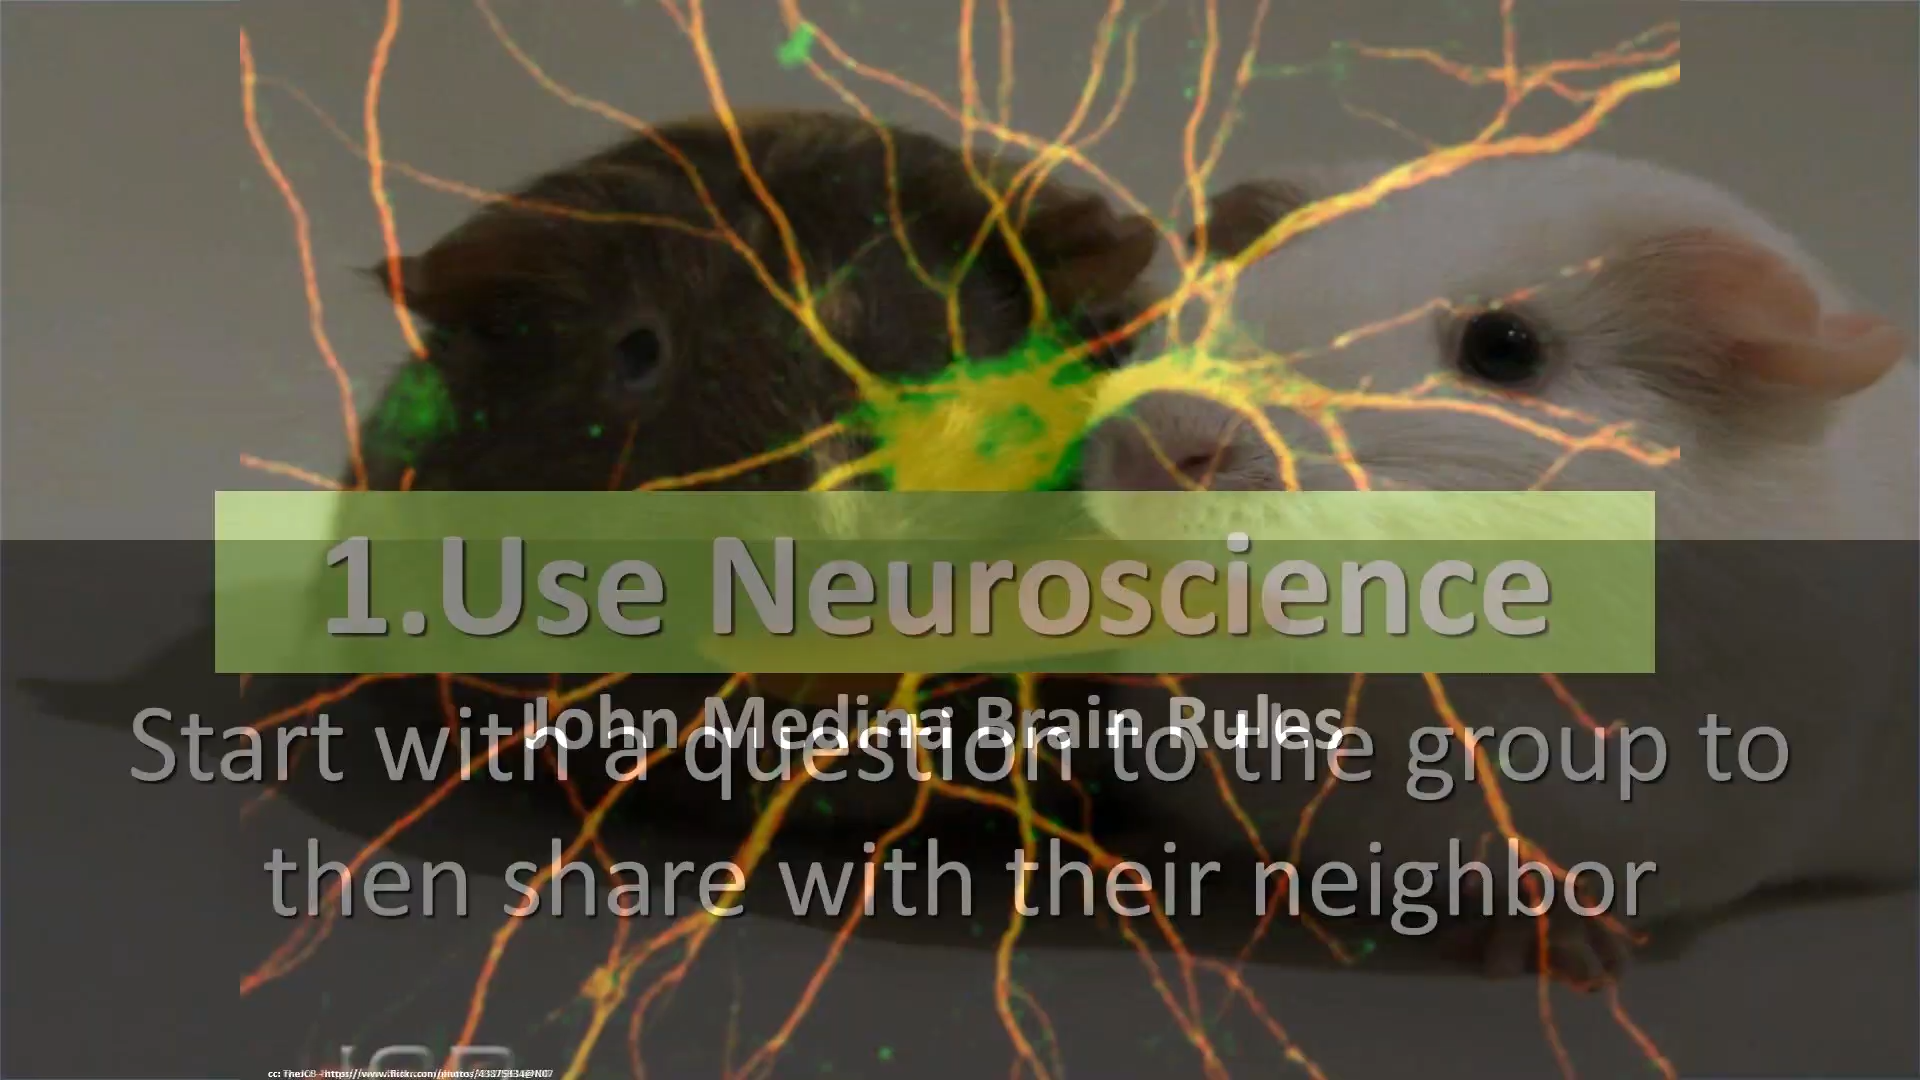 1.Use Neuroscience
John Medina Brain Rules
Start with a question to the group to
then share with their neighbor
JCB